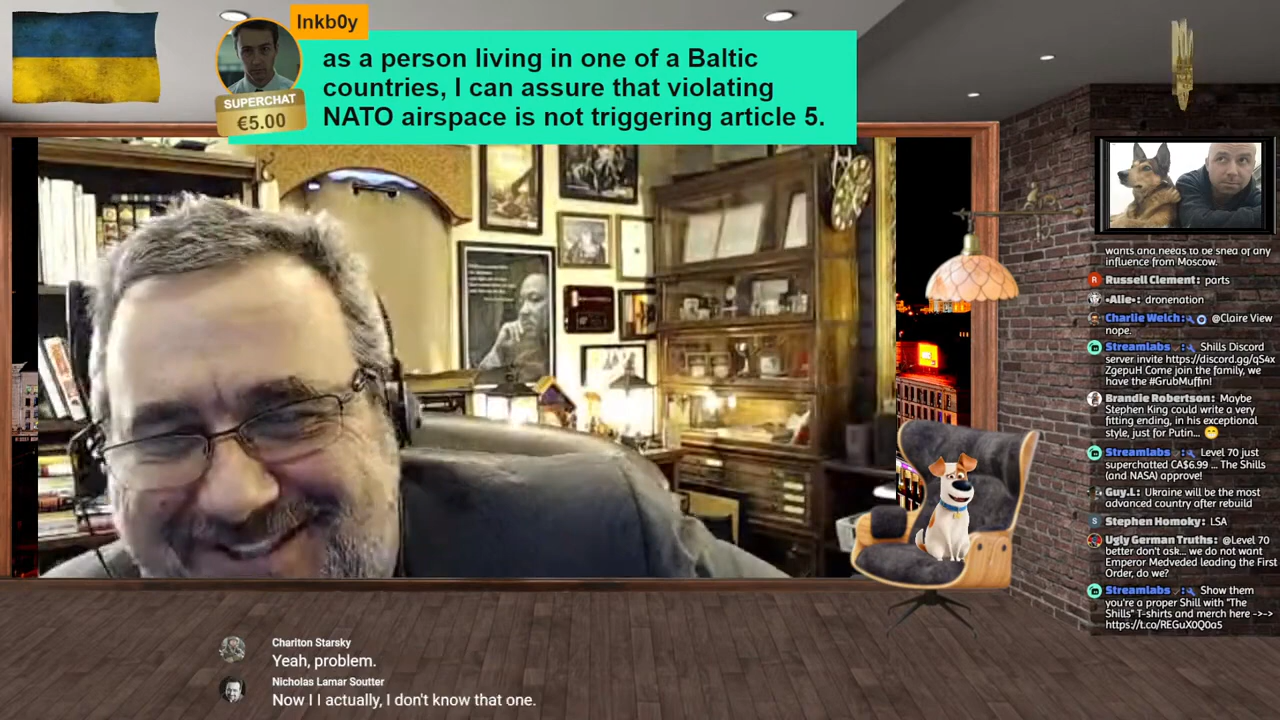 Inkb0y
as a person living in one of a Baltic
countries, I can assure that violating
NATO airspace is not triggering article 5.
SUPERCHAT
€5.00
wants and needs to be shed of any
influence from Moscow.
Russell Clement: parts
•Alie•: dronenation
Charlie Welch: @Claire View
nope.
Streamlabs : Shills Discord
server invite https://discord.gg/qS4x
ZgepuH Come join the family, we
have the #GrubMuffin!
Brandie Robertson: Maybe
Stephen King could write a very
fitting ending, in his exceptional
style, just for Putin... 😁
Streamlabs : Level 70 just
superchatted CA$6.99 ... The Shills
(and NASA) approve!
Guy.L: Ukraine will be the most
advanced country after rebuild
Stephen Homoky: LSA
Ugly German Truths: @Level 70
better don't ask... we do not want
Emperor Medveded leading the First
Order, do we?
Streamlabs : Show them
you're a proper Shill with "The
Shills" T-shirts and merch here ->->
https://t.co/REGuX0Q0a5
Chariton Starsky
Yeah, problem.
Nicholas Lamar Soutter
Now I I actually, I don't know that one.